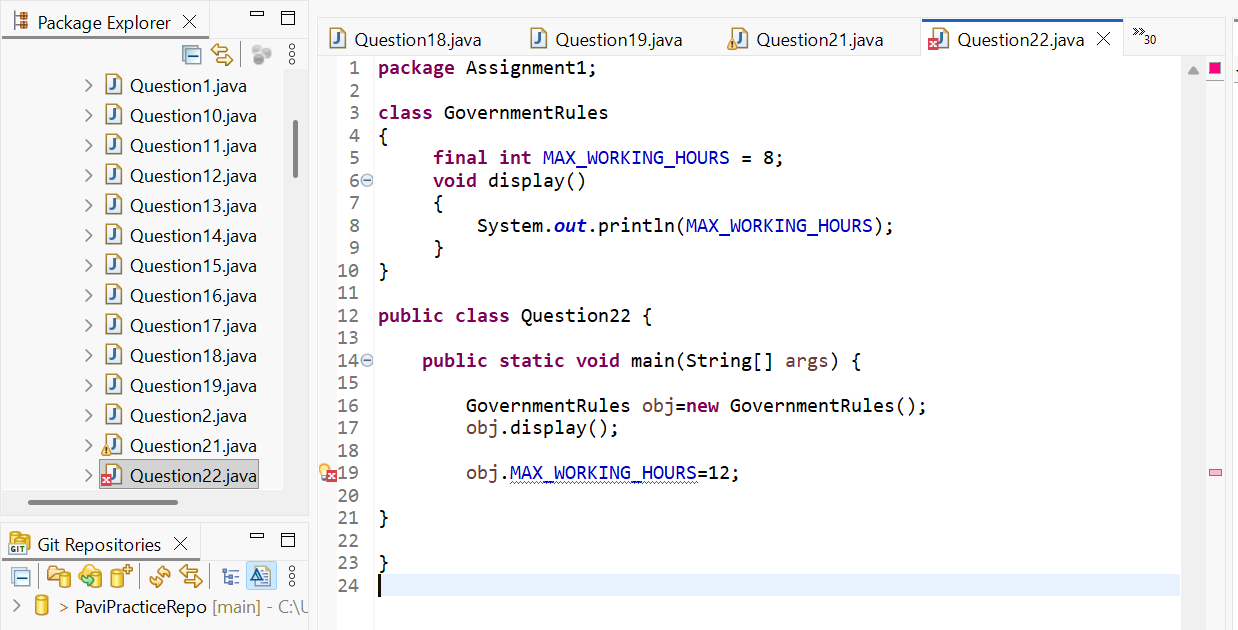 Package Explorer
Question1.java
Question10.java
Question11.java
Question12.java
Question13.java
Question14.java
Question15.java
Question16.java
Question17.java
Question18.java
Question19.java
Question2.java
Question21.java
Question22.java
Git Repositories
> PaviPracticeRepo [main] - C:\U
Question18.java Question19.java Question21.java Question22.java »30
1 package Assignment1;
2
3 class GovernmentRules
4 {
5 final int MAX_WORKING_HOURS = 8;
6 void display()
7 {
8 System.out.println(MAX_WORKING_HOURS);
9 }
10 }
11
12 public class Question22 {
13
14 public static void main(String[] args) {
15
16 GovernmentRules obj=new GovernmentRules();
17 obj.display();
18
19 obj.MAX_WORKING_HOURS=12;
20
21 }
22
23 }
24